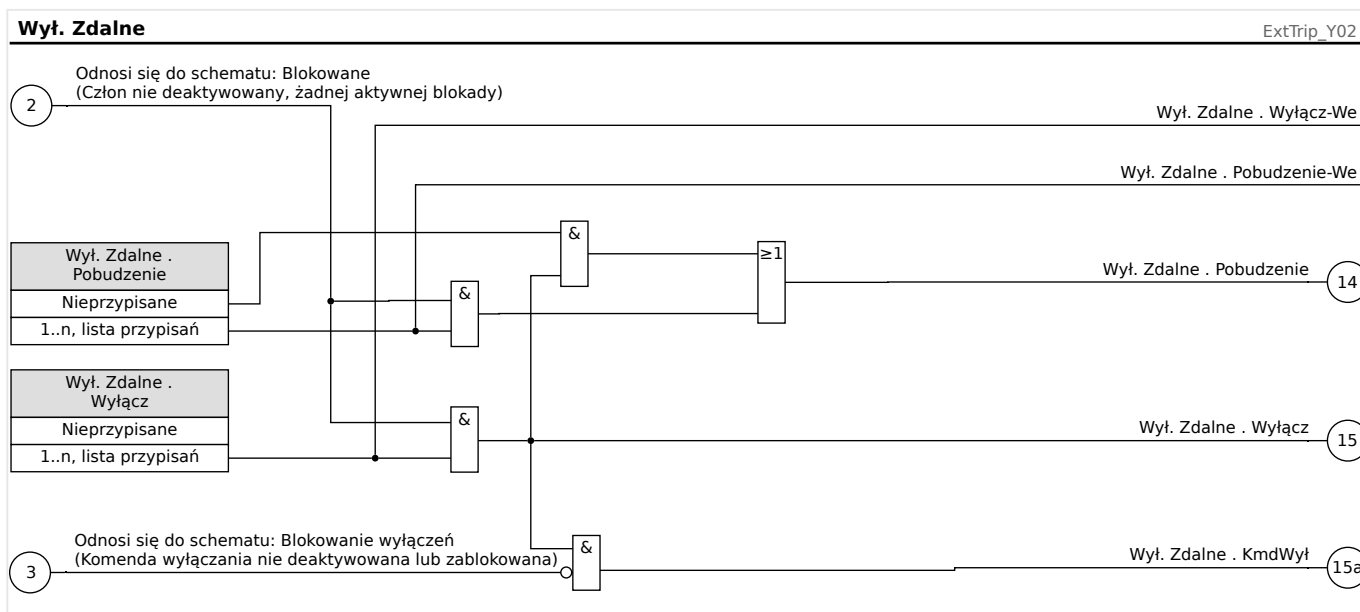 Wył. Zdalne
ExtTrip_Y02
Odnosi się do schematu: Blokowane
(Człon nie deaktywowany, żadnej aktywnej blokady)
2
Wył. Zdalne . Wyłącz-We
Wył. Zdalne . Pobudzenie-We
&
≥1
Wył. Zdalne .
Pobudzenie
Nieprzypisane
1..n, lista przypisań
&
Wył. Zdalne . Pobudzenie
14
Wył. Zdalne .
Wyłącz
Nieprzypisane
1..n, lista przypisań
&
Wył. Zdalne . Wyłącz
15
Odnosi się do schematu: Blokowanie wyłączeń
(Komenda wyłączania nie deaktywowana lub zablokowana)
3
&
Wył. Zdalne . KmdWył
15a